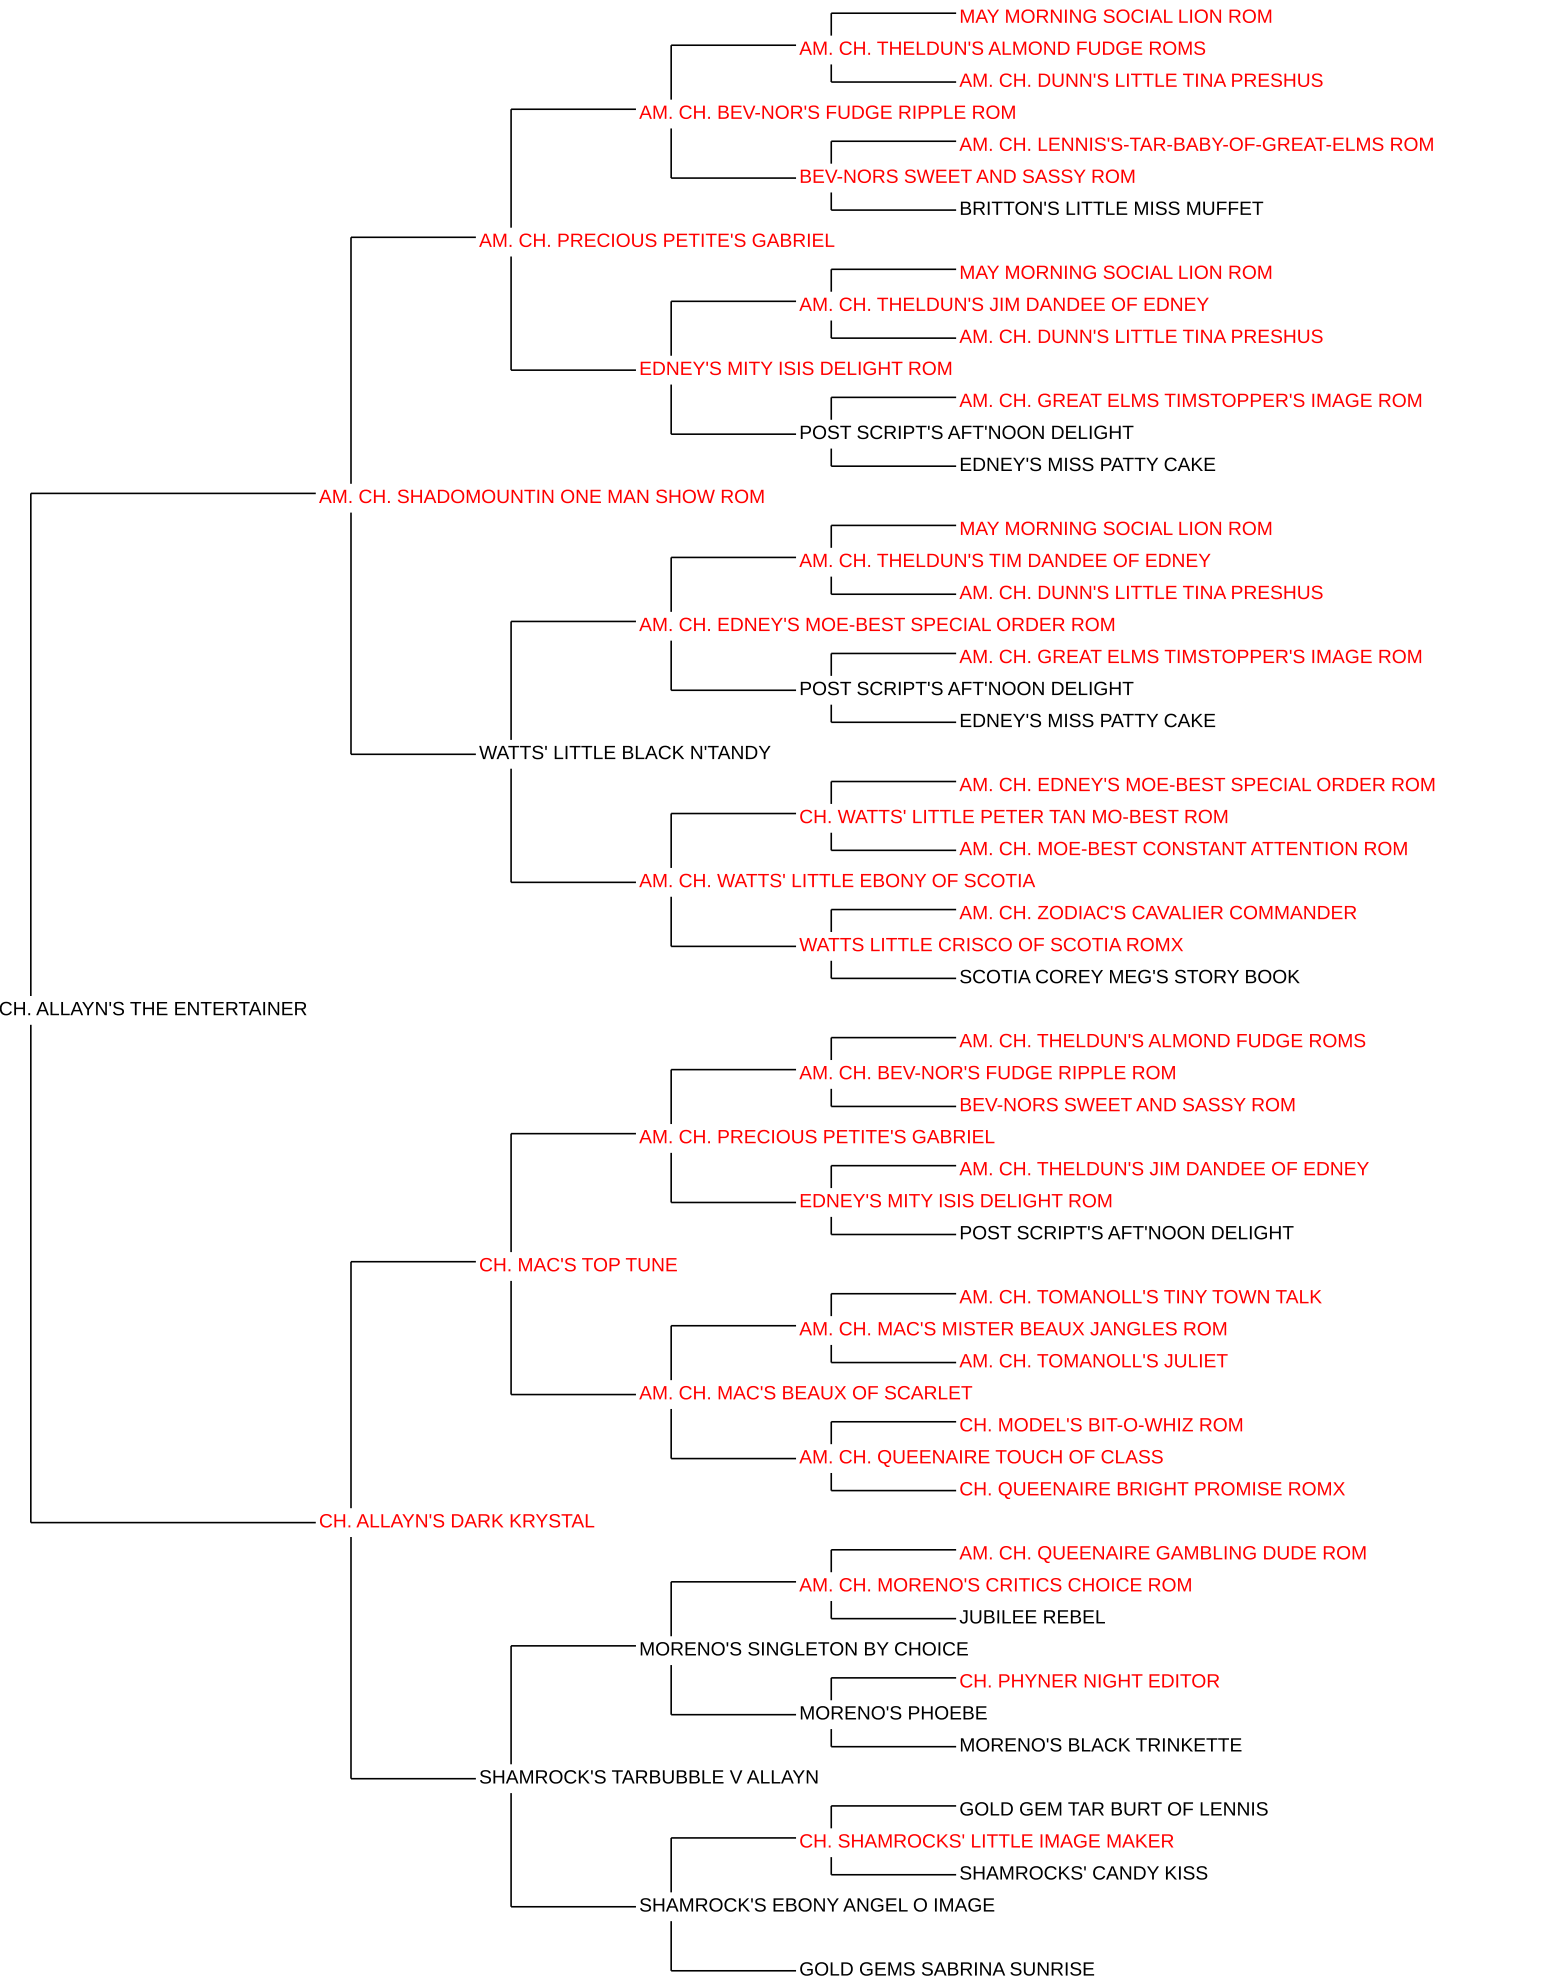 MAY MORNING SOCIAL LION ROM
AM. CH. THELDUN'S ALMOND FUDGE ROMS
AM. CH. DUNN'S LITTLE TINA PRESHUS
AM. CH. BEV-NOR'S FUDGE RIPPLE ROM
AM. CH. LENNIS'S-TAR-BABY-OF-GREAT-ELMS ROM
BEV-NORS SWEET AND SASSY ROM
BRITTON'S LITTLE MISS MUFFET
AM. CH. PRECIOUS PETITE'S GABRIEL
MAY MORNING SOCIAL LION ROM
AM. CH. THELDUN'S JIM DANDEE OF EDNEY
AM. CH. DUNN'S LITTLE TINA PRESHUS
EDNEY'S MITY ISIS DELIGHT ROM
AM. CH. GREAT ELMS TIMSTOPPER'S IMAGE ROM
POST SCRIPT'S AFT'NOON DELIGHT
EDNEY'S MISS PATTY CAKE
AM. CH. SHADOMOUNTIN ONE MAN SHOW ROM
MAY MORNING SOCIAL LION ROM
AM. CH. THELDUN'S TIM DANDEE OF EDNEY
AM. CH. DUNN'S LITTLE TINA PRESHUS
AM. CH. EDNEY'S MOE-BEST SPECIAL ORDER ROM
AM. CH. GREAT ELMS TIMSTOPPER'S IMAGE ROM
POST SCRIPT'S AFT'NOON DELIGHT
EDNEY'S MISS PATTY CAKE
WATTS' LITTLE BLACK N'TANDY
AM. CH. EDNEY'S MOE-BEST SPECIAL ORDER ROM
CH. WATTS' LITTLE PETER TAN MO-BEST ROM
AM. CH. MOE-BEST CONSTANT ATTENTION ROM
AM. CH. WATTS' LITTLE EBONY OF SCOTIA
AM. CH. ZODIAC'S CAVALIER COMMANDER
WATTS LITTLE CRISCO OF SCOTIA ROMX
SCOTIA COREY MEG'S STORY BOOK
CH. ALLAYN'S THE ENTERTAINER
AM. CH. THELDUN'S ALMOND FUDGE ROMS
AM. CH. BEV-NOR'S FUDGE RIPPLE ROM
BEV-NORS SWEET AND SASSY ROM
AM. CH. PRECIOUS PETITE'S GABRIEL
AM. CH. THELDUN'S JIM DANDEE OF EDNEY
EDNEY'S MITY ISIS DELIGHT ROM
POST SCRIPT'S AFT'NOON DELIGHT
CH. MAC'S TOP TUNE
AM. CH. TOMANOLL'S TINY TOWN TALK
AM. CH. MAC'S MISTER BEAUX JANGLES ROM
AM. CH. TOMANOLL'S JULIET
AM. CH. MAC'S BEAUX OF SCARLET
CH. MODEL'S BIT-O-WHIZ ROM
AM. CH. QUEENAIRE TOUCH OF CLASS
CH. QUEENAIRE BRIGHT PROMISE ROMX
CH. ALLAYN'S DARK KRYSTAL
AM. CH. QUEENAIRE GAMBLING DUDE ROM
AM. CH. MORENO'S CRITICS CHOICE ROM
JUBILEE REBEL
MORENO'S SINGLETON BY CHOICE
CH. PHYNER NIGHT EDITOR
MORENO'S PHOEBE
MORENO'S BLACK TRINKETTE
SHAMROCK'S TARBUBBLE V ALLAYN
GOLD GEM TAR BURT OF LENNIS
CH. SHAMROCKS' LITTLE IMAGE MAKER
SHAMROCKS' CANDY KISS
SHAMROCK'S EBONY ANGEL O IMAGE
GOLD GEMS SABRINA SUNRISE